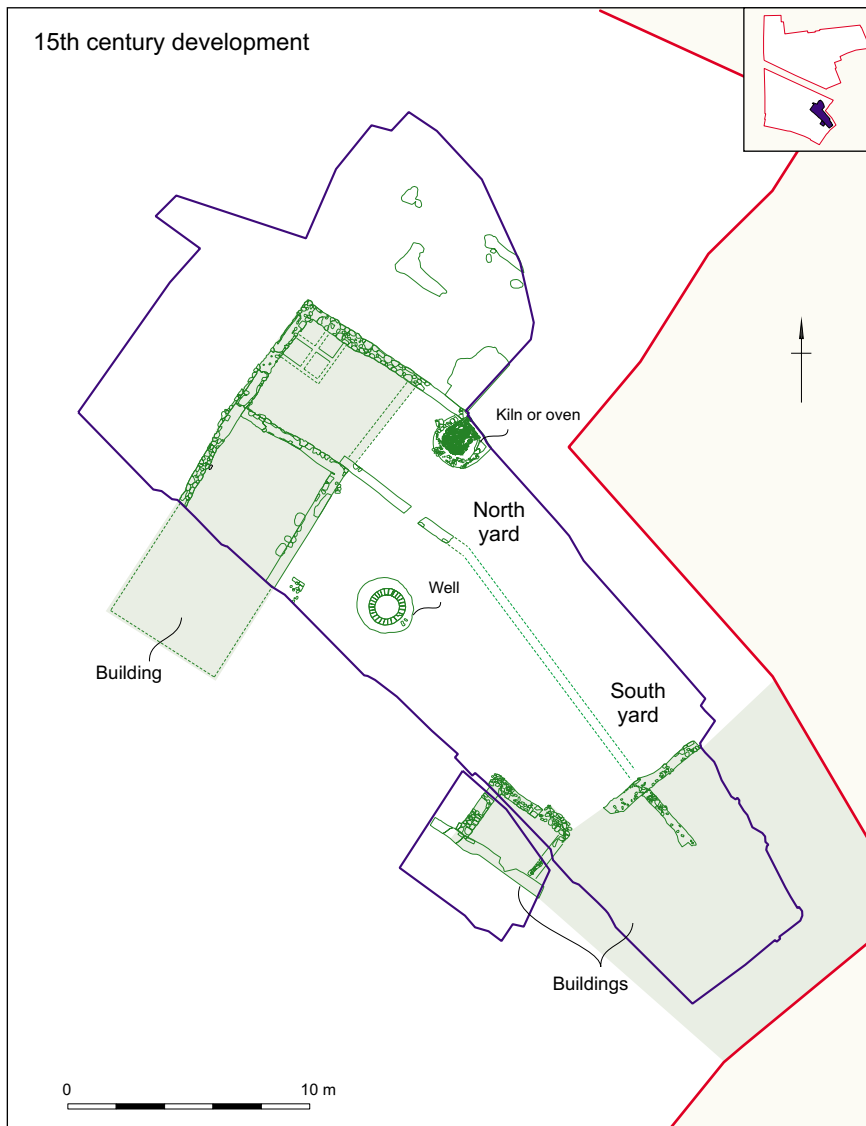 15th century development
Kiln or oven
North
yard
Well
Building
South
yard
Buildings
0 10 m